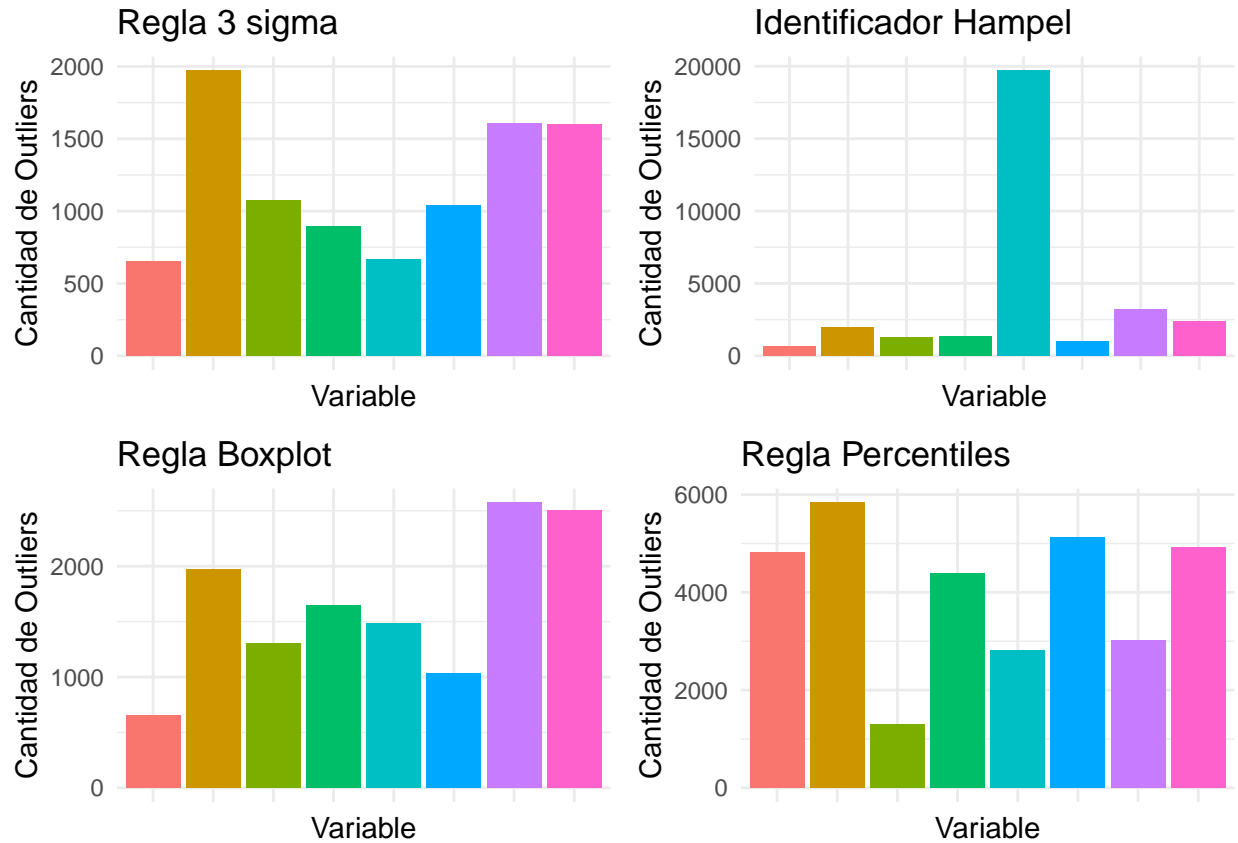 Regla 3 sigma
Cantidad de Outliers
2000
1500
1000
500
0
Variable
Identificador Hampel
Cantidad de Outliers
20000
15000
10000
5000
0
Variable
Regla Boxplot
Cantidad de Outliers
2000
1000
0
Variable
Regla Percentiles
Cantidad de Outliers
6000
4000
2000
0
Variable